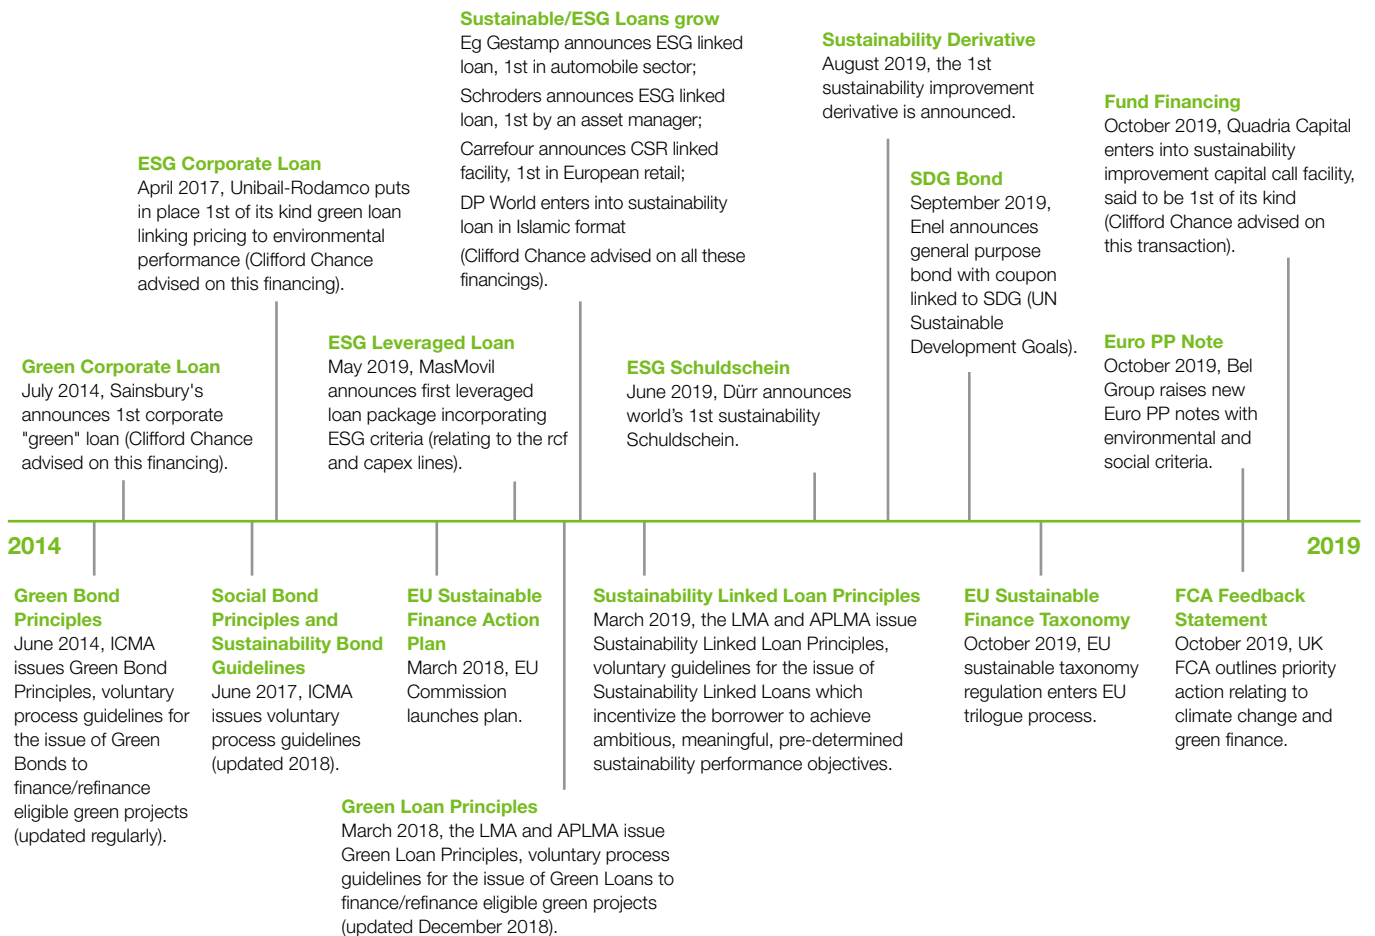 Sustainable/ESG Loans grow
Eg Gestamp announces ESG linked
loan, 1st in automobile sector;
Schroders announces ESG linked
loan, 1st by an asset manager;
Carrefour announces CSR linked
facility, 1st in European retail;
DP World enters into sustainability
loan in Islamic format
(Clifford Chance advised on all these
financings).
Sustainability Derivative
August 2019, the 1st
sustainability improvement
derivative is announced.
Fund Financing
October 2019, Quadria Capital
enters into sustainability
improvement capital call facility,
said to be 1st of its kind
(Clifford Chance advised on
this transaction).
ESG Corporate Loan
April 2017, Unibail-Rodamco puts
in place 1st of its kind green loan
linking pricing to environmental
performance (Clifford Chance
advised on this financing).
SDG Bond
September 2019,
Enel announces
general purpose
bond with coupon
linked to SDG (UN
Sustainable
Development Goals).
Green Corporate Loan
July 2014, Sainsbury's
announces 1st corporate
"green" loan (Clifford Chance
advised on this financing).
ESG Leveraged Loan
May 2019, MasMovil
announces first leveraged
loan package incorporating
ESG criteria (relating to the rcf
and capex lines).
ESG Schuldschein
June 2019, Dürr announces
world's 1st sustainability
Schuldschein.
Euro PP Note
October 2019, Bel
Group raises new
Euro PP notes with
environmental and
social criteria.
2014
2019
Green Bond
Principles
June 2014, ICMA
issues Green Bond
Principles, voluntary
process guidelines for
the issue of Green
Bonds to
finance/refinance
eligible green projects
(updated regularly).
Social Bond
Principles and
Sustainability Bond
Guidelines
June 2017, ICMA
issues voluntary
process guidelines
(updated 2018).
EU Sustainable
Finance Action
Plan
March 2018, EU
Commission
launches plan.
Sustainability Linked Loan Principles
March 2019, the LMA and APLMA issue
Sustainability Linked Loan Principles,
voluntary guidelines for the issue of
Sustainability Linked Loans which
incentivize the borrower to achieve
ambitious, meaningful, pre-determined
sustainability performance objectives.
EU Sustainable
Finance Taxonomy
October 2019, EU
sustainable taxonomy
regulation enters EU
trilogue process.
FCA Feedback
Statement
October 2019, UK
FCA outlines priority
action relating to
climate change and
green finance.
Green Loan Principles
March 2018, the LMA and APLMA issue
Green Loan Principles, voluntary process
guidelines for the issue of Green Loans to
finance/refinance eligible green projects
(updated December 2018).